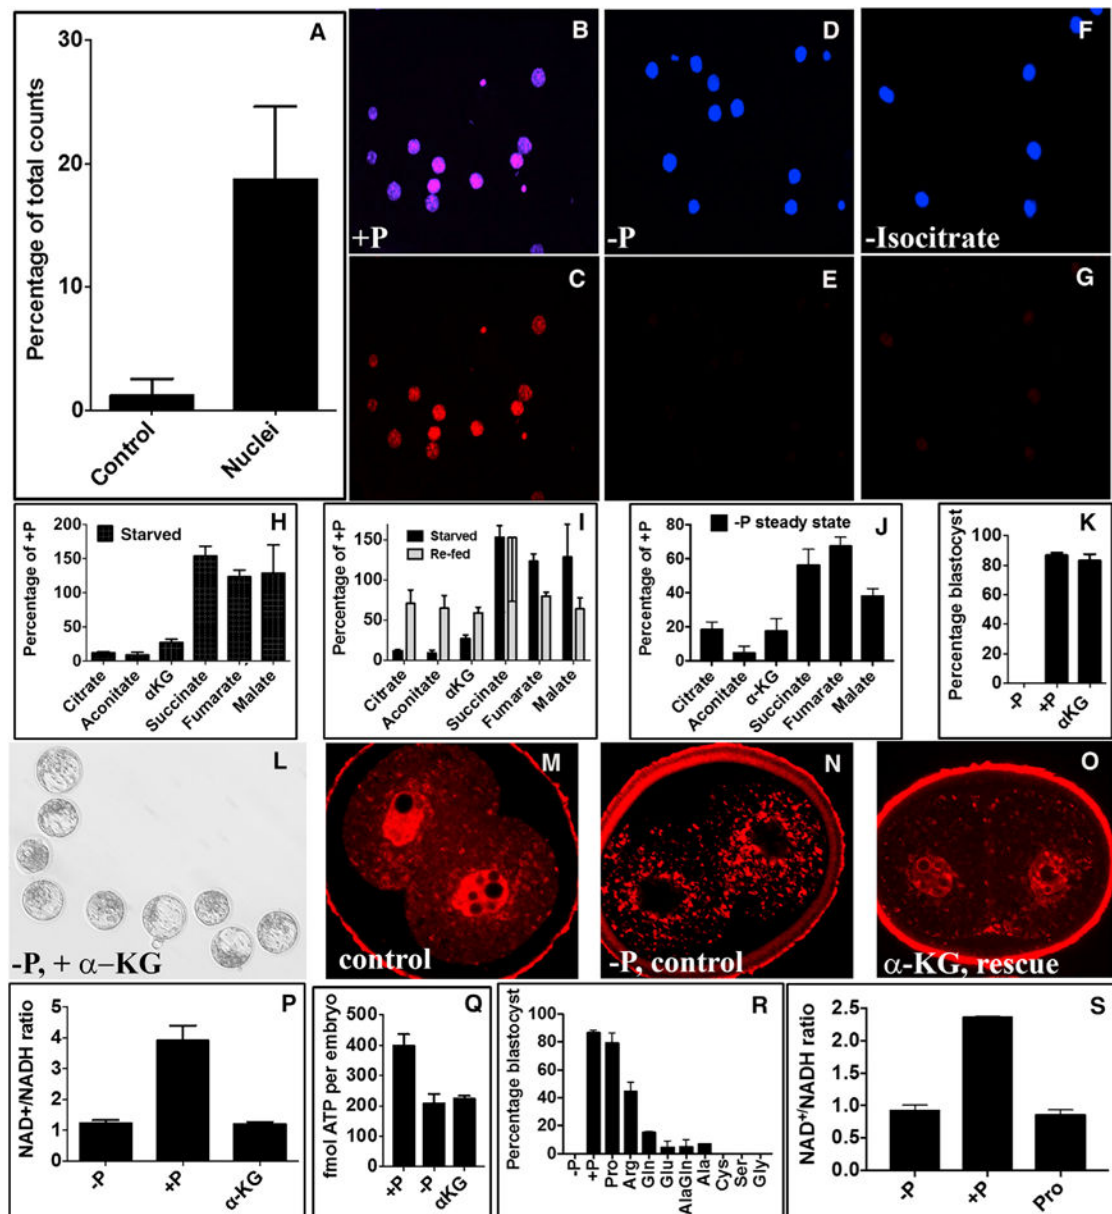 A
Percentage of total counts
30
20
10
0
Control
Nuclei
B
+P
D
-P
F
-Isocitrate
C
E
G
H
Percentage of +P
200
150
100
50
0
Starved
Citrate
Aconitate
αKG
Succinate
Fumarate
Malate
I
Percentage of +P
150
100
50
0
Starved
Re-fed
Citrate
Aconitate
αKG
Succinate
Fumarate
Malate
J
Percentage of +P
80
60
40
20
0
-P steady state
Citrate
Aconitate
α-KG
Succinate
Fumarate
Malate
K
Percentage blastocyst
100
80
60
40
20
0
-P
+P
αKG
L
-P, + α-KG
M
control
N
-P, control
O
α-KG, rescue
P
NAD+/NADH ratio
5
4
3
2
1
0
-P
+P
α-KG
Q
fmol ATP per embryo
500
400
300
200
100
0
+P
-P
αKG
R
Percentage blastocyst
100
80
60
40
20
0
-P
+P
Pro
Arg
Gln
Glu
AlaGln
Ala
Cys
Ser
Gly
S
NAD+/NADH ratio
2.5
2.0
1.5
1.0
0.5
0.0
-P
+P
Pro